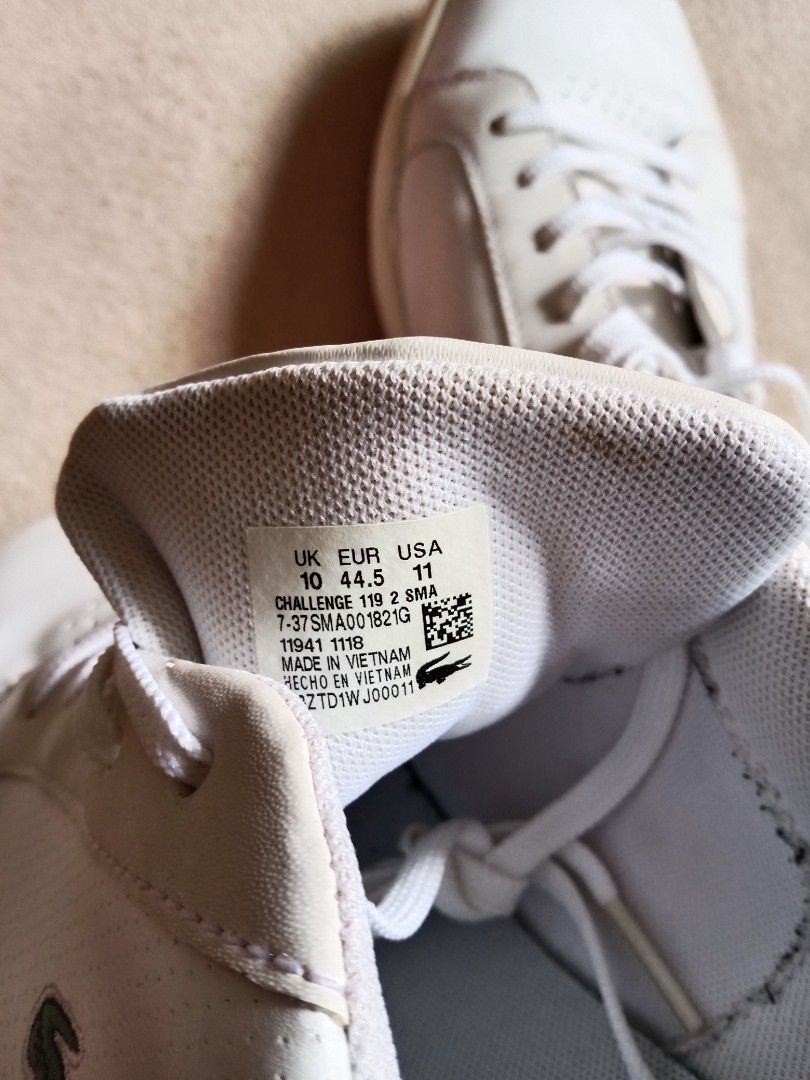 UK EUR USA
10 44.5 11
CHALLENGE 119 2 SMA
7-37SMA001821G
11941 1118
MADE IN VIETNAM
HECHO EN VIETNAM